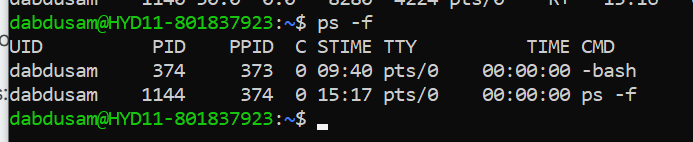 dabdusam@HYD11-801837923:~$ ps -f
UID          PID    PPID  C STIME TTY          TIME CMD
dabdusam     374     373  0 09:40 pts/0    00:00:00 -bash
dabdusam    1144     374  0 15:17 pts/0    00:00:00 ps -f
dabdusam@HYD11-801837923:~$